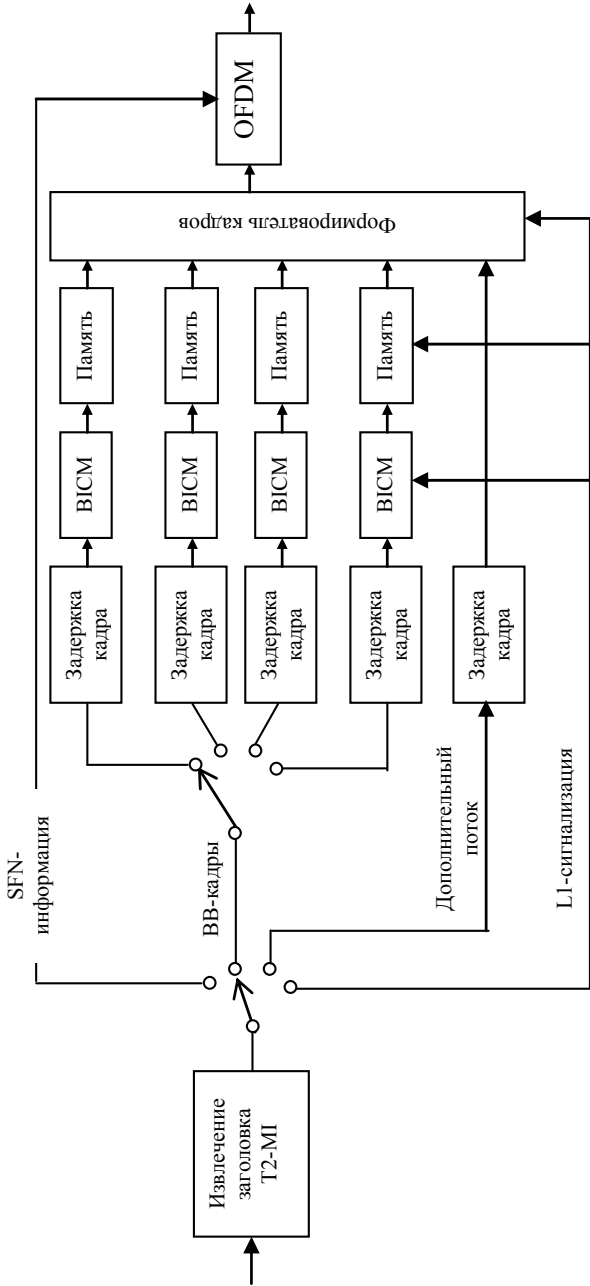 SFN-
информация
Извлечение
заголовка
T2-MI
BB-кадры
Дополнительный
поток
L1-сигнализация
Задержка
кадра
BICM
Память
Задержка
кадра
BICM
Память
Задержка
кадра
BICM
Память
Задержка
кадра
BICM
Память
Задержка
кадра
Формирователь кадров
OFDM